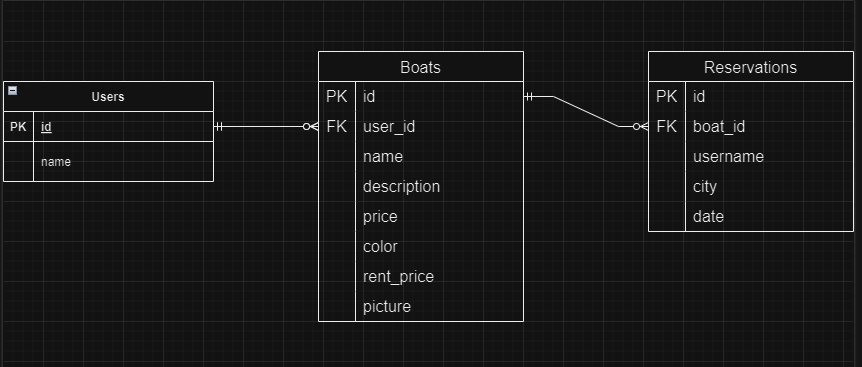 Users
PK id
name
Boats
PK id
FK user_id
name
description
price
color
rent_price
picture
Reservations
PK id
FK boat_id
username
city
date